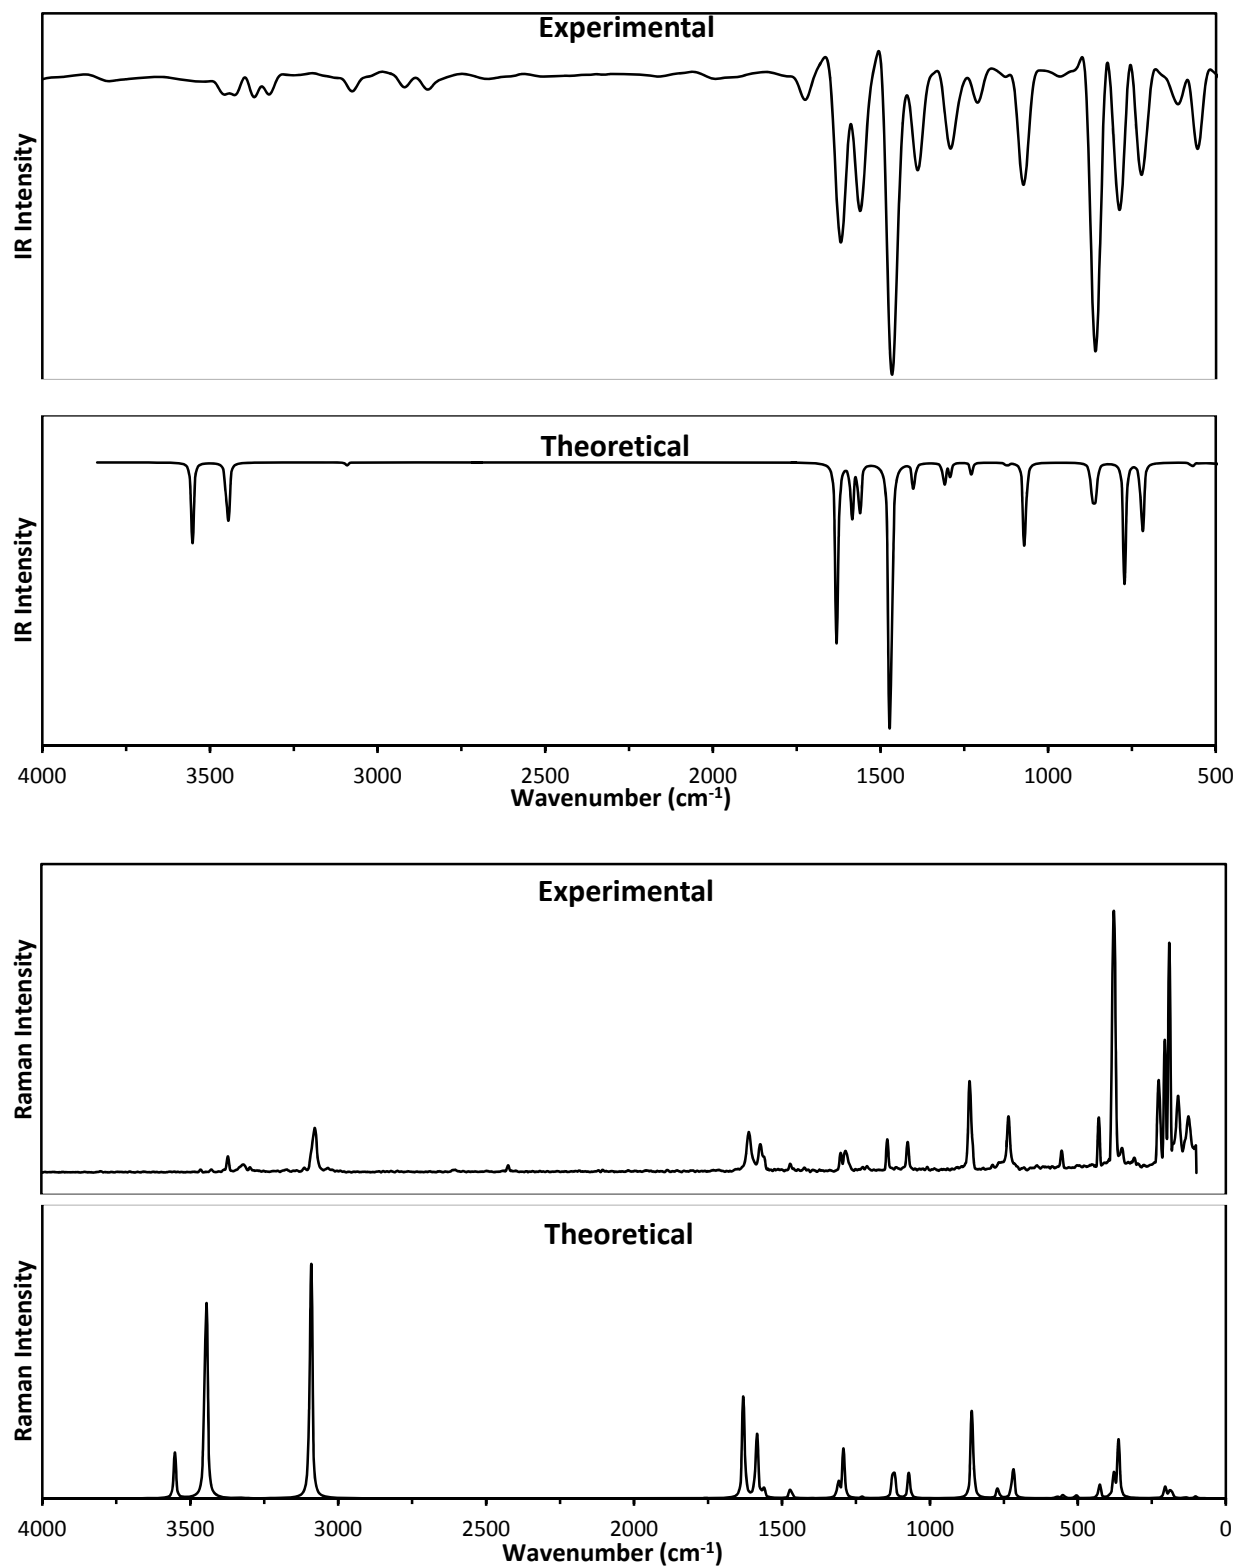 Experimental
IR Intensity
Theoretical
IR Intensity
4000 3500 3000 2500 2000 1500 1000 500
Wavenumber (cm-1)
Experimental
Raman Intensity
Theoretical
Raman Intensity
4000 3500 3000 2500 2000 1500 1000 500 0
Wavenumber (cm-1)